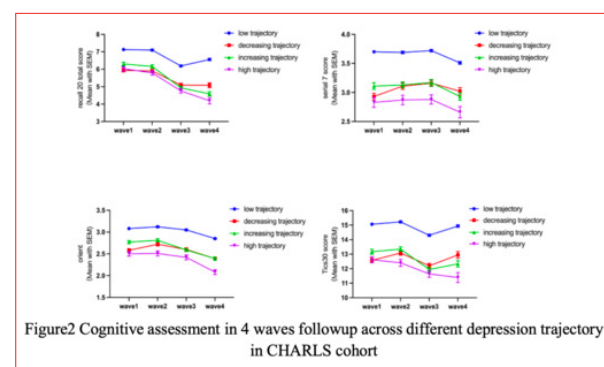 recall 20 total score
(Mean with SEM)
8
7
6
5
4
3
wave1 wave2 wave3 wave4
low trajectory
decreasing trajectory
increasing trajectory
high trajectory
serial 7 score
(Mean with SEM)
4.0
3.5
3.0
2.5
wave1 wave2 wave3 wave4
low trajectory
decreasing trajectory
increasing trajectory
high trajectory
orient
(Mean with SEM)
3.5
3.0
2.5
2.0
1.5
wave1 wave2 wave3 wave4
low trajectory
decreasing trajectory
increasing trajectory
high trajectory
Tics30 score
(Mean with SEM)
16
15
14
13
12
11
10
wave1 wave2 wave3 wave4
low trajectory
decreasing trajectory
increasing trajectory
high trajectory
Figure2 Cognitive assessment in 4 waves followup across different depression trajectory
in CHARLS cohort